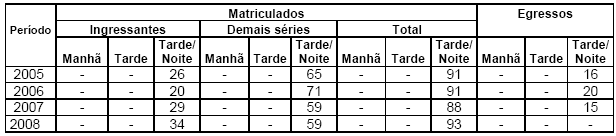 Período Matriculados Egressos
Ingressantes Demais séries Total
Manhã Tarde Tarde/Noite Manhã Tarde Tarde/Noite Manhã Tarde Tarde/Noite Manhã Tarde Tarde/Noite
2005 - - 26 - - 65 - - 91 - - 16
2006 - - 20 - - 71 - - 91 - - 20
2007 - - 29 - - 59 - - 88 - - 15
2008 - - 34 - - 59 - - 93 - - -